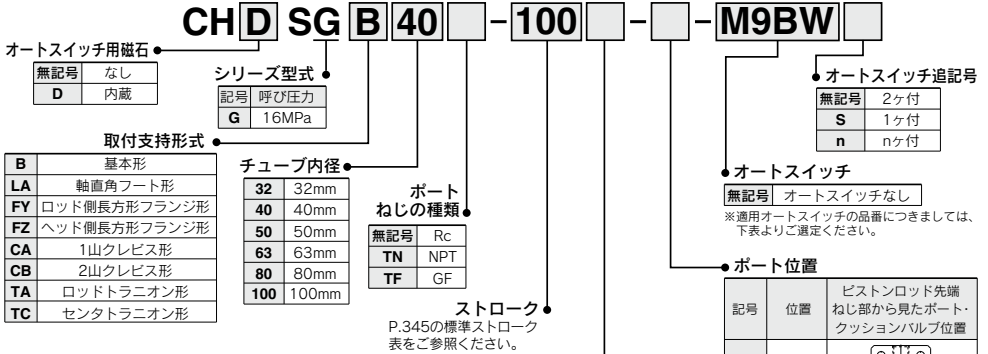 CHD SG B 40 - 100 - - M9BW
オートスイッチ用磁石
無記号 なし
D 内蔵
シリーズ型式
記号 呼び圧力
G 16MPa
取付支持形式
B 基本形
LA 軸直角フート形
FY ロッド側長方形フランジ形
FZ ヘッド側長方形フランジ形
CA 1山クレビス形
CB 2山クレビス形
TA ロッドトラニオン形
TC センタトラニオン形
チューブ内径
32 32mm
40 40mm
50 50mm
63 63mm
80 80mm
100 100mm
ポート
ねじの種類
無記号 Rc
TN NPT
TF GF
ストローク
P.345の標準ストローク
表をご参照ください。
オートスイッチ追記号
無記号 2ヶ付
S 1ヶ付
n nヶ付
オートスイッチ
無記号 オートスイッチなし
※適用オートスイッチの品番につきましては、
下表よりご選定ください。
ポート位置
記号 位置 ピストンロッド先端
ねじ部から見たポート・
クッションバルブ位置